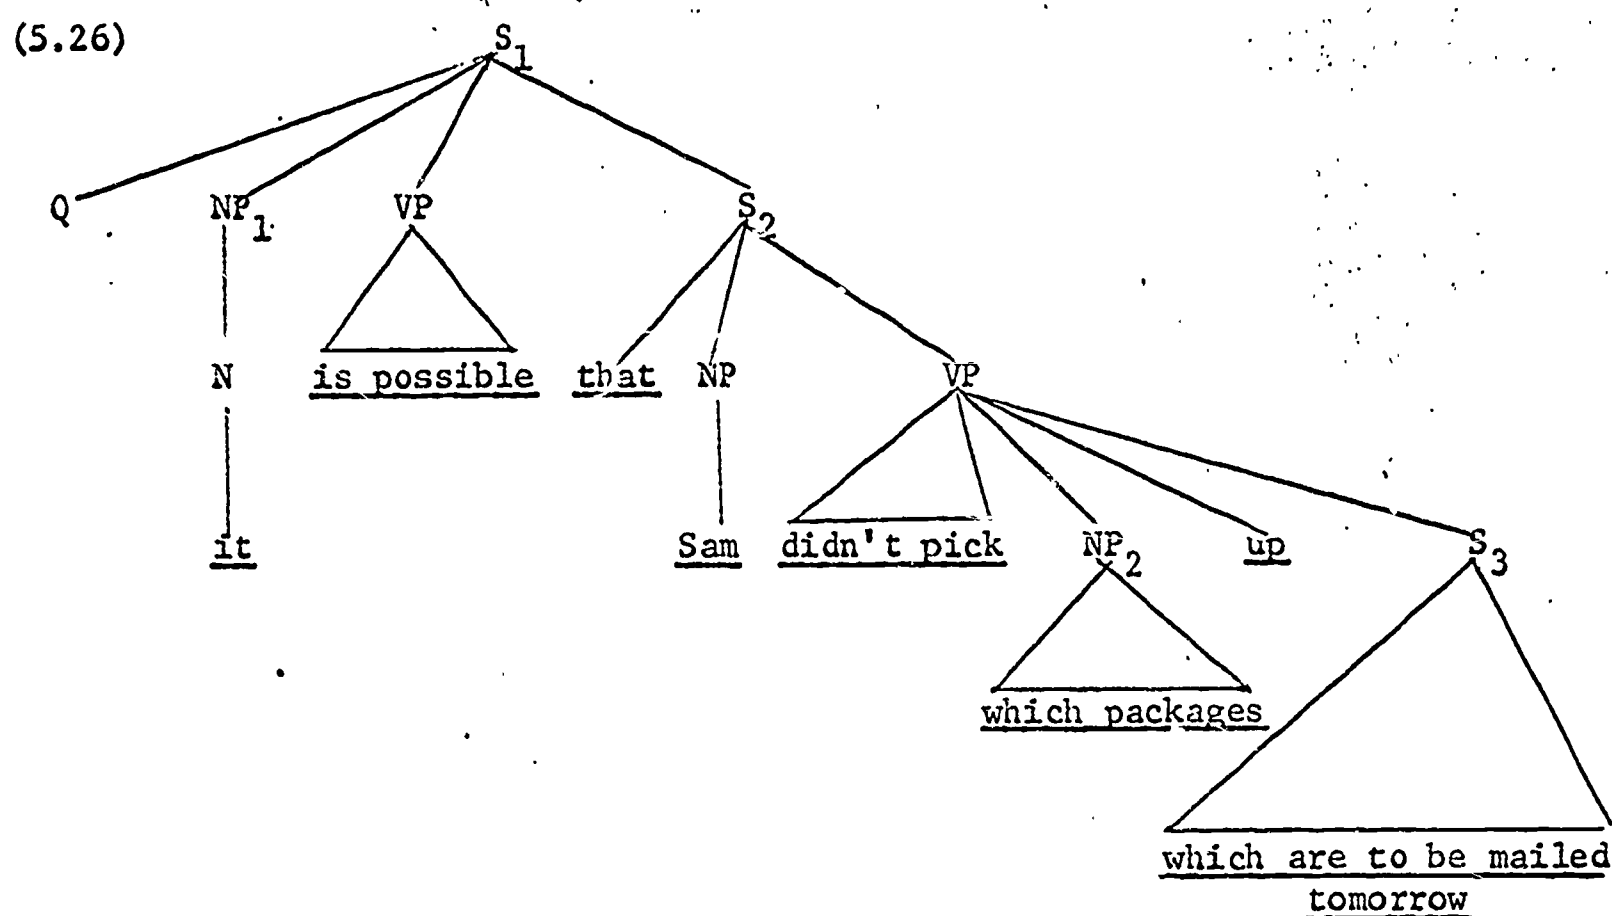 (5.26)
S1
Q NP1 VP S2
N is possible that NP VP
it Sam didn't pick NP2 up S3
which packages
which are to be mailed
tomorrow